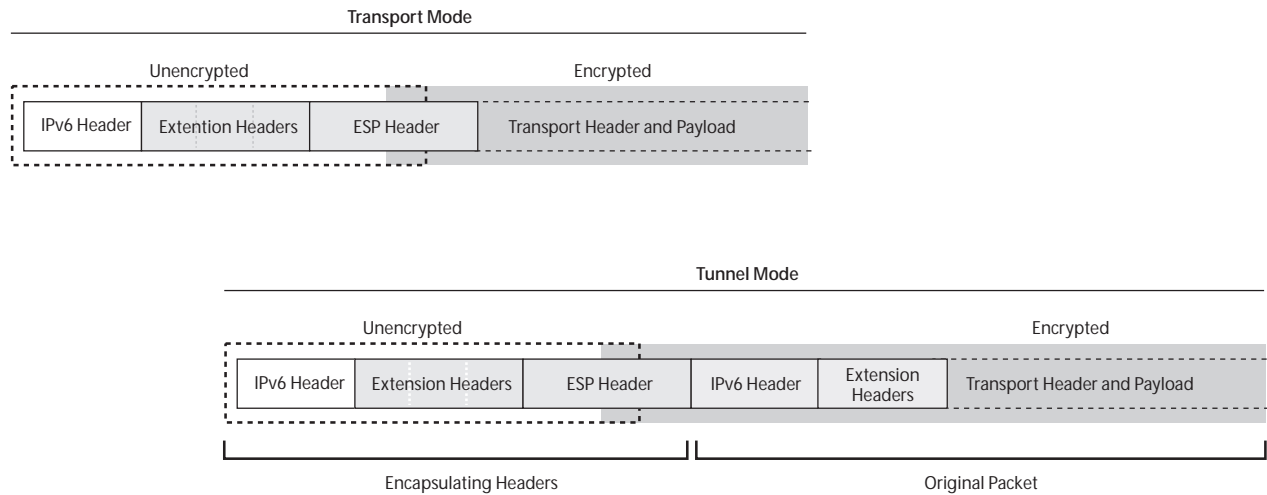 Transport Mode
Unencrypted
Encrypted
IPv6 Header
Extention Headers
ESP Header
Transport Header and Payload
Tunnel Mode
Unencrypted
Encrypted
IPv6 Header
Extension Headers
ESP Header
IPv6 Header
Extension
Headers
Transport Header and Payload
Encapsulating Headers
Original Packet